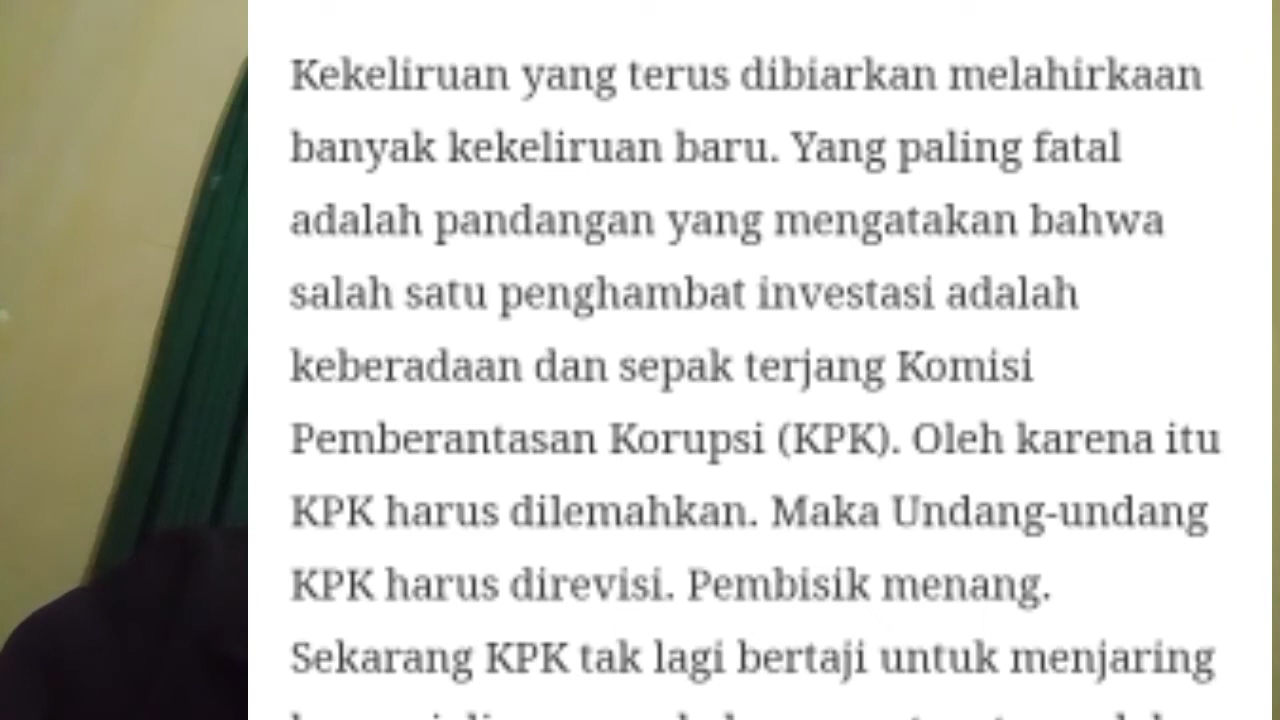 Kekeliruan yang terus dibiarkan melahirkaan
banyak kekeliruan baru. Yang paling fatal
adalah pandangan yang mengatakan bahwa
salah satu penghambat investasi adalah
keberadaan dan sepak terjang Komisi
Pemberantasan Korupsi (KPK). Oleh karena itu
KPK harus dilemahkan. Maka Undang-undang
KPK harus direvisi. Pembisik menang.
Sekarang KPK tak lagi bertaji untuk menjaring